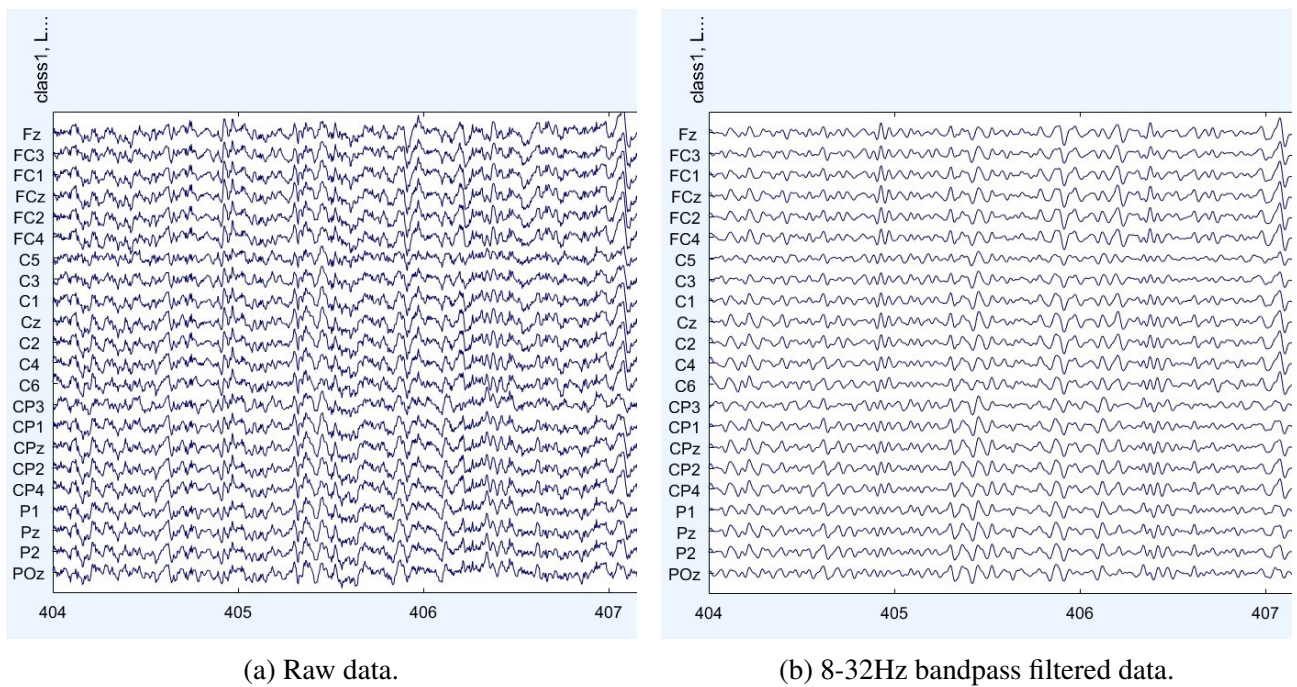 class1, L...
Fz
FC3
FC1
FCz
FC2
FC4
C5
C3
C1
Cz
C2
C4
C6
CP3
CP1
CPz
CP2
CP4
P1
Pz
P2
POz
404 405 406 407
(a) Raw data.
class1, L...
Fz
FC3
FC1
FCz
FC2
FC4
C5
C3
C1
Cz
C2
C4
C6
CP3
CP1
CPz
CP2
CP4
P1
Pz
P2
POz
404 405 406 407
(b) 8-32Hz bandpass filtered data.